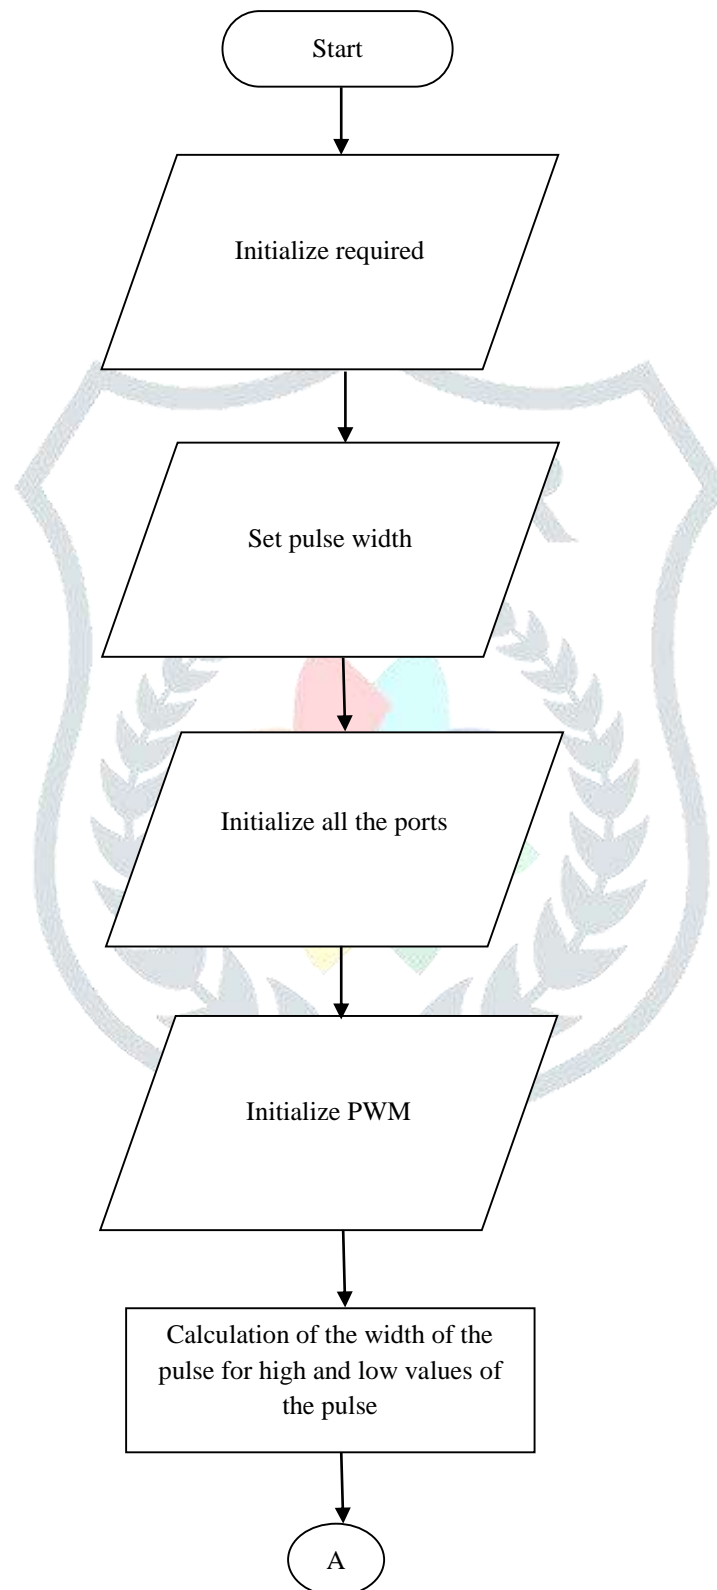 Start
Initialize required
Set pulse width
Initialize all the ports
Initialize PWM
Calculation of the width of the
pulse for high and low values of
the pulse
A